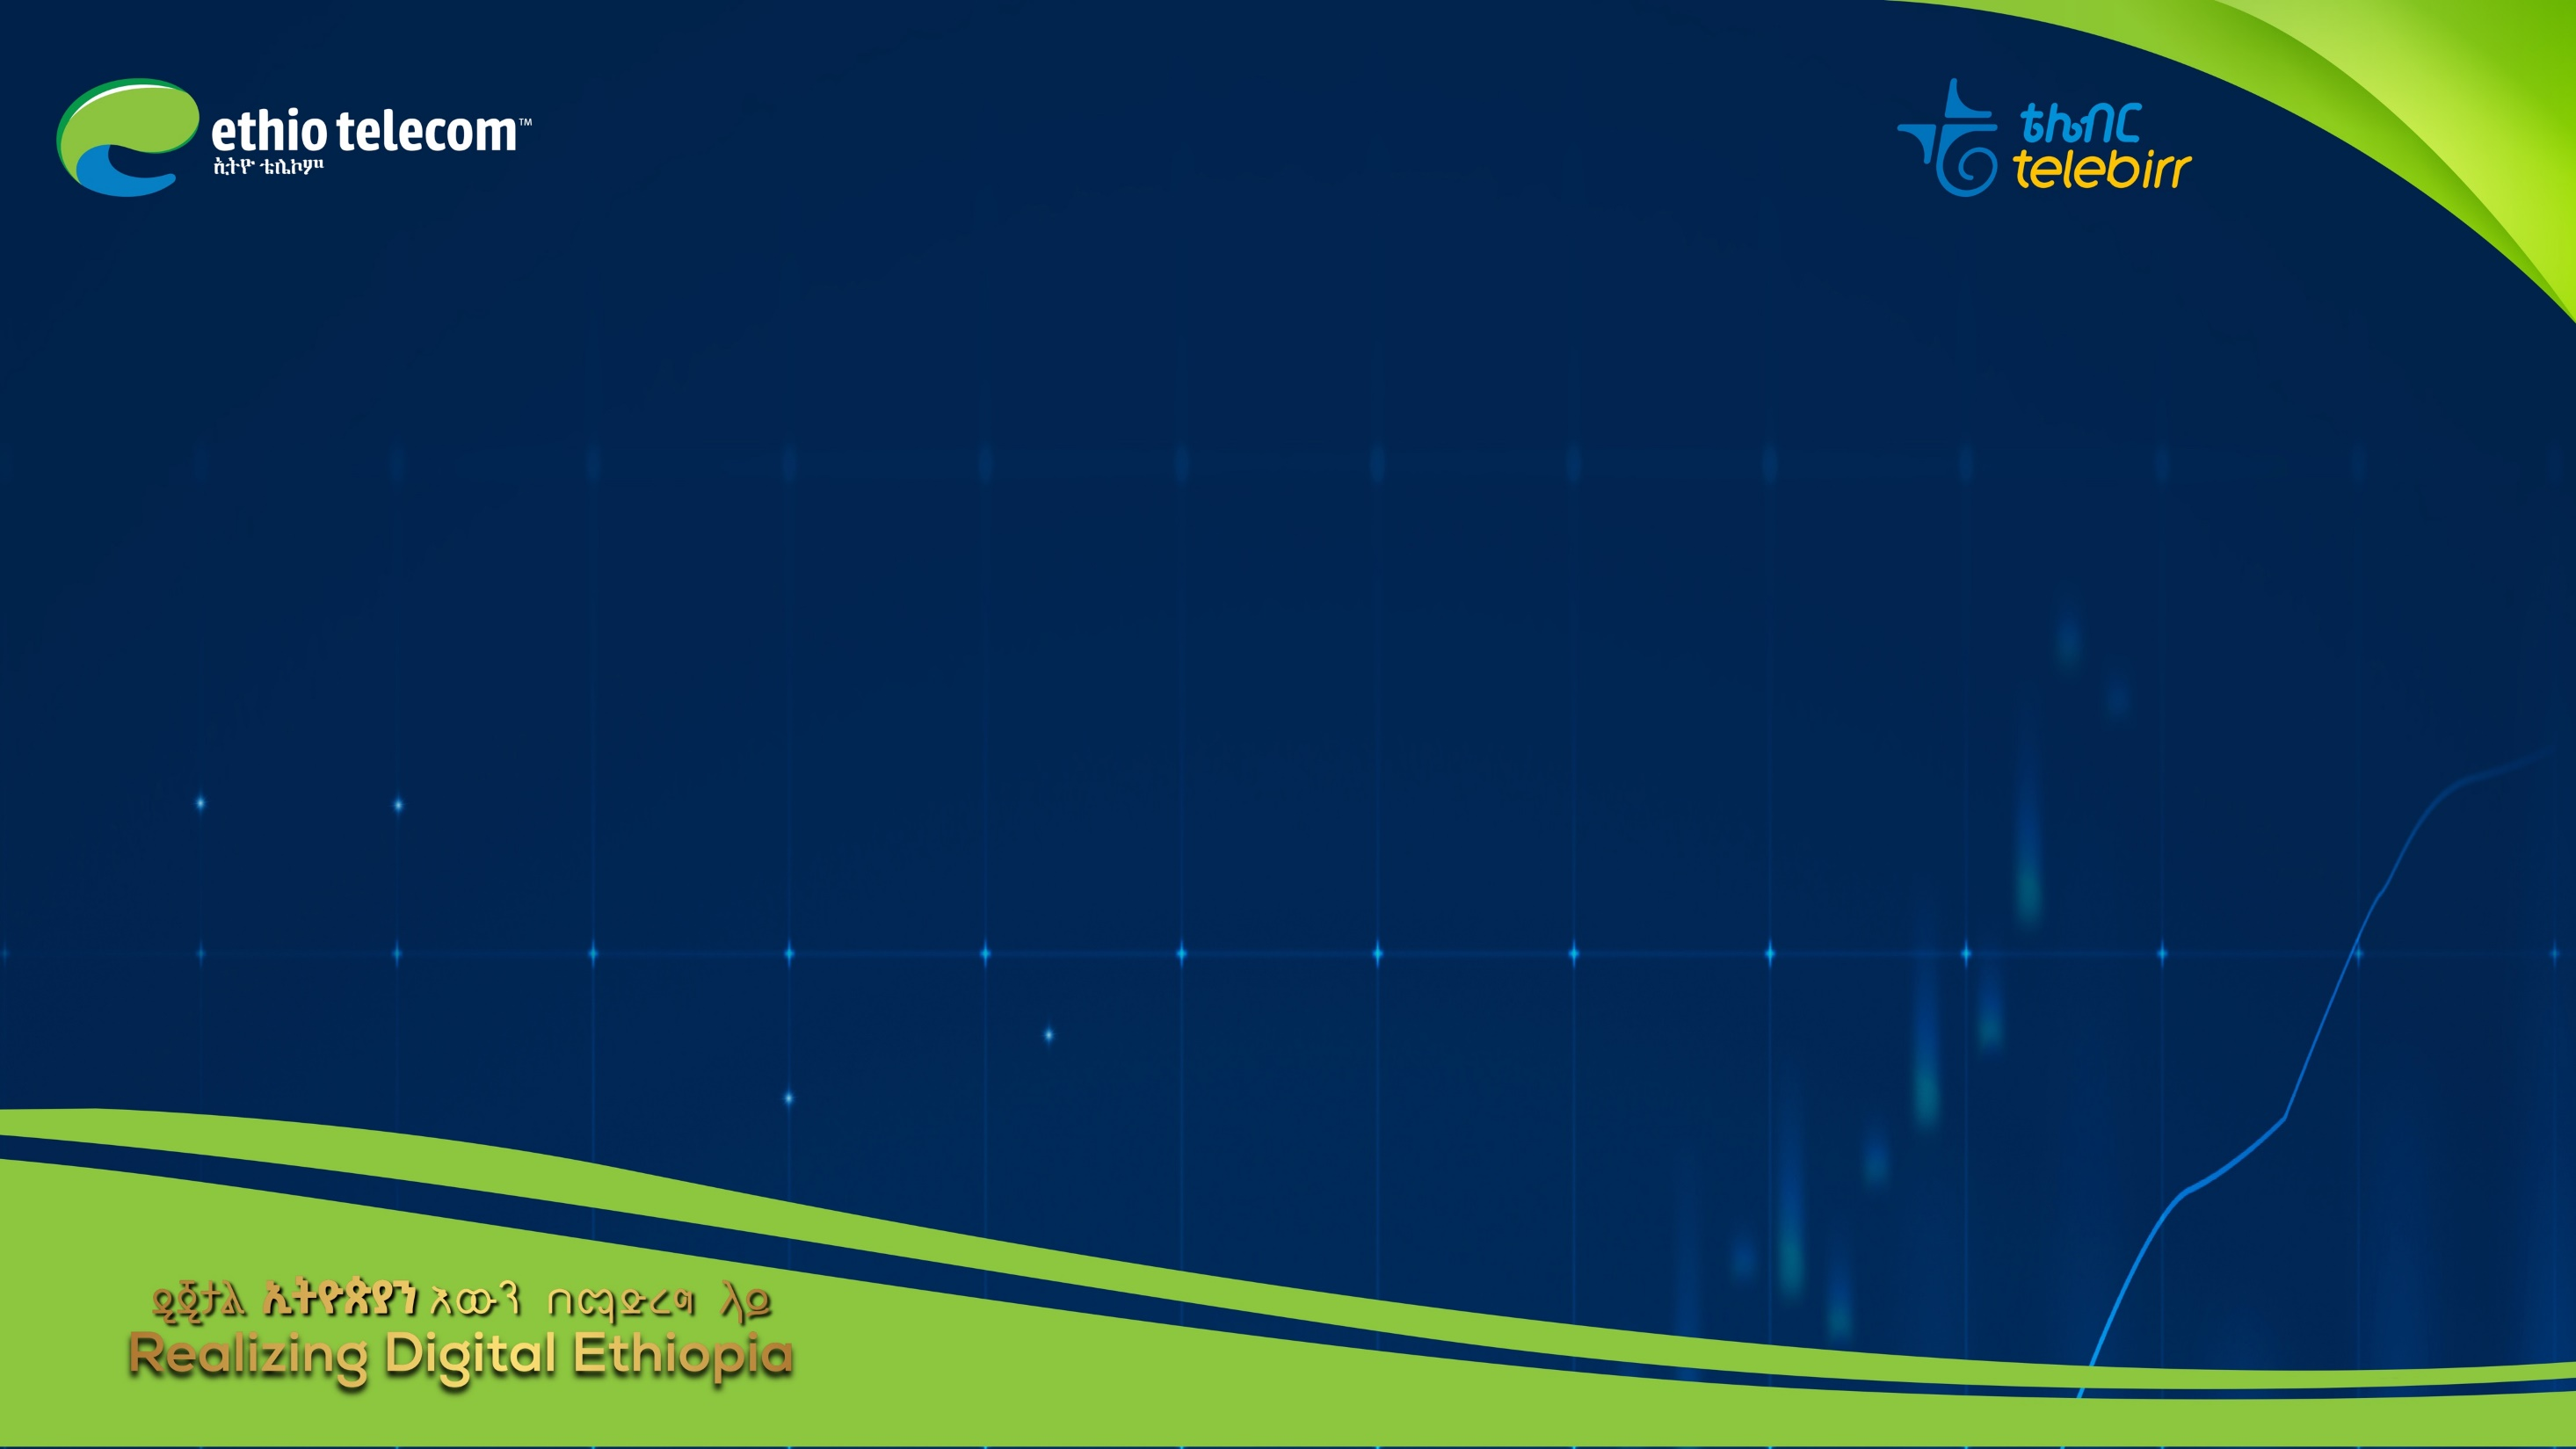 ethio telecom™
ኢትዮ ቴሌኮም
ቴሌብር
telebirr
ዲጂታል ኢትዮጵያን እውን በማድረግ ላይ
Realizing Digital Ethiopia